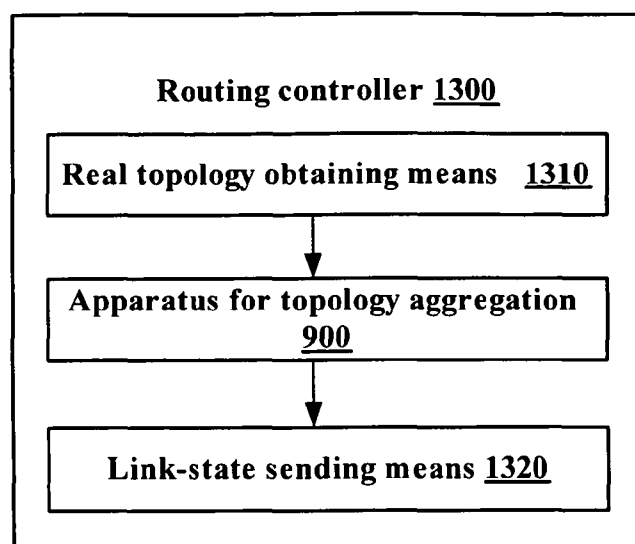 Routing controller 1300
Real topology obtaining means 1310
Apparatus for topology aggregation
900
Link-state sending means 1320